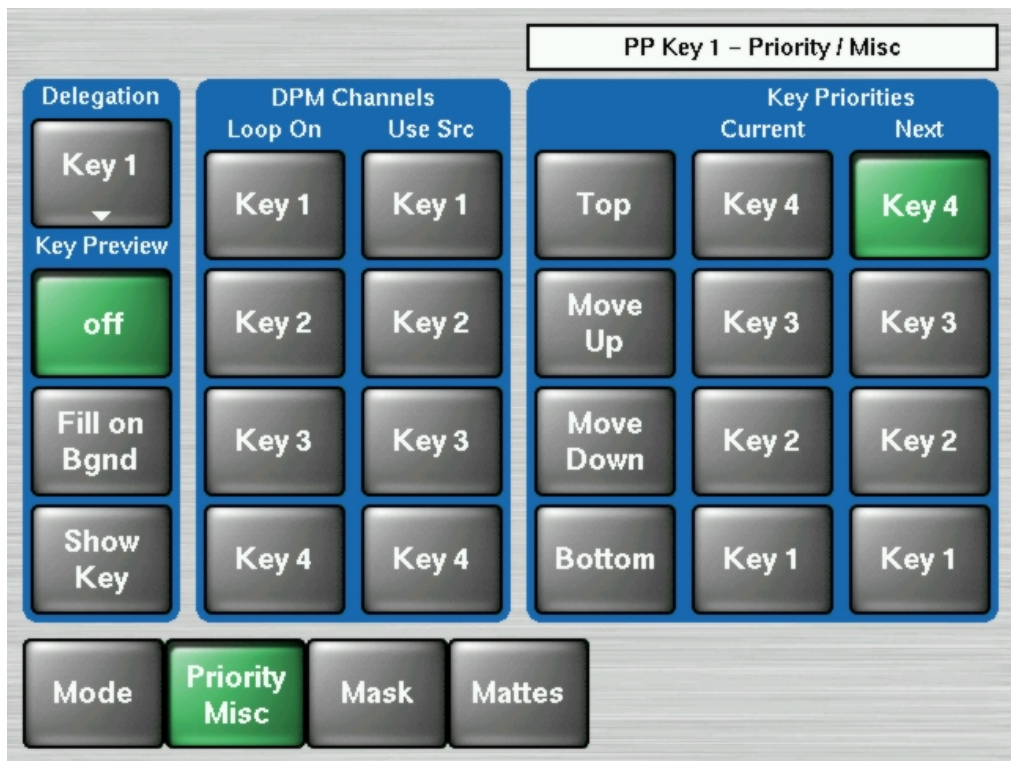 PP Key 1 – Priority / Misc
Delegation
Key 1
Key Preview
off
Fill on
Bgnd
Show
Key
DPM Channels
Loop On Use Src
Key 1 Key 1
Key 2 Key 2
Key 3 Key 3
Key 4 Key 4
Key Priorities
Current Next
Top Key 4 Key 4
Move
Up
Key 3 Key 3
Move
Down
Key 2 Key 2
Bottom Key 1 Key 1
Mode
Priority
Misc
Mask
Mattes